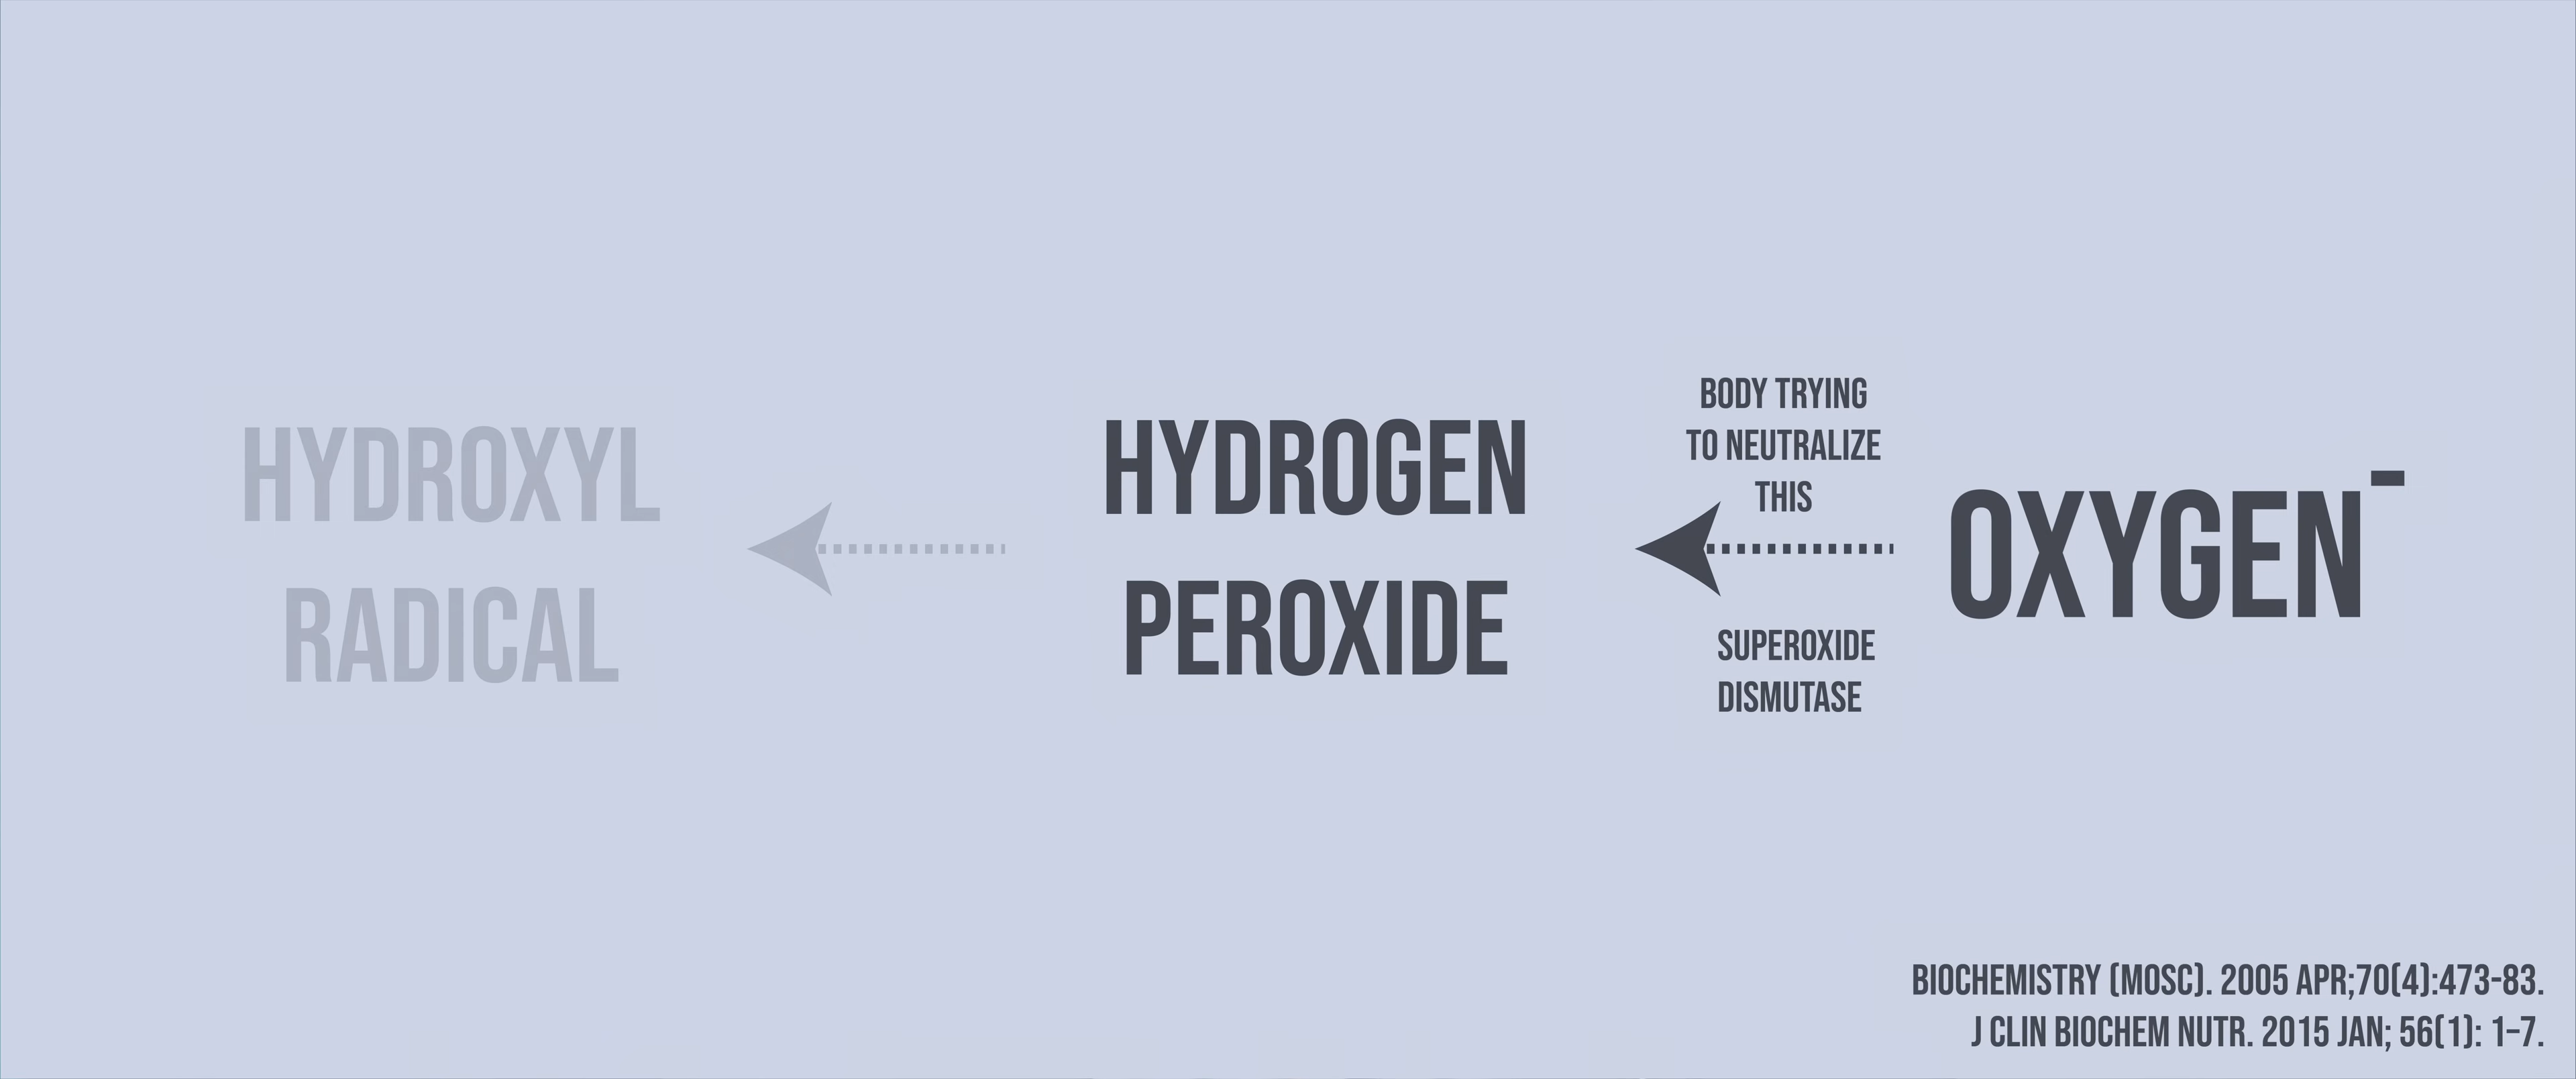 HYDROXYL
RADICAL
HYDROGEN
PEROXIDE
BODY TRYING
TO NEUTRALIZE
THIS
SUPEROXIDE
DISMUTASE
OXYGEN⁻
BIOCHEMISTRY (MOSC). 2005 APR;70(4):473-83.
J CLIN BIOCHEM NUTR. 2015 JAN; 56(1): 1–7.